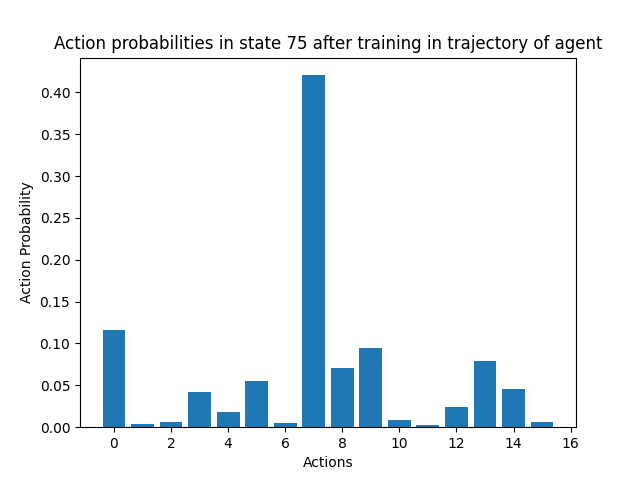 Action probabilities in state 75 after training in trajectory of agent
0.40
0.35
0.30
0.25
0.20
0.15
0.10
0.05
0.00
Action Probability
0 2 4 6 8 10 12 14 16
Actions